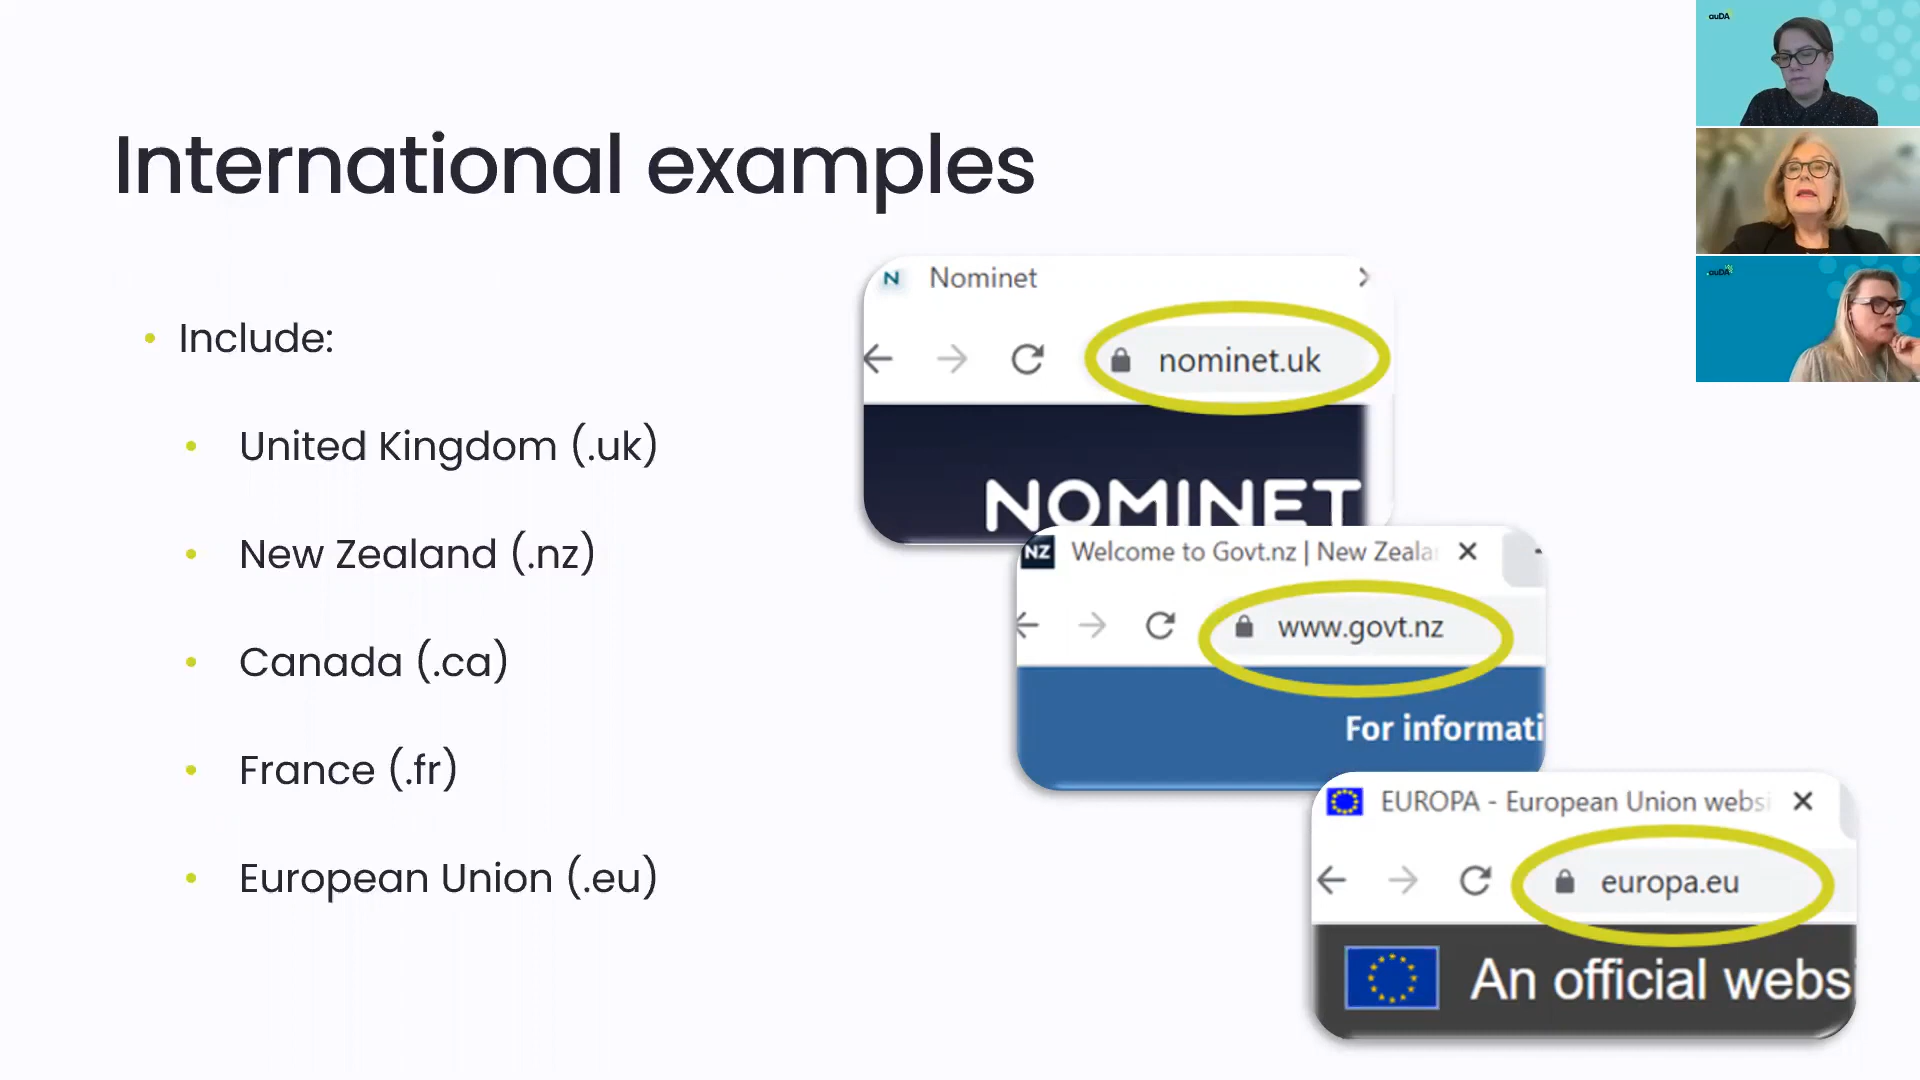 International examples
Include:
United Kingdom (.uk)
New Zealand (.nz)
Canada (.ca)
France (.fr)
European Union (.eu)
N Nominet
nominet.uk
NOMINET
NZ Welcome to Govt.nz | New Zeala
www.govt.nz
For informati
EUROPA - European Union websi
europa.eu
An official webs
auDA
auDA